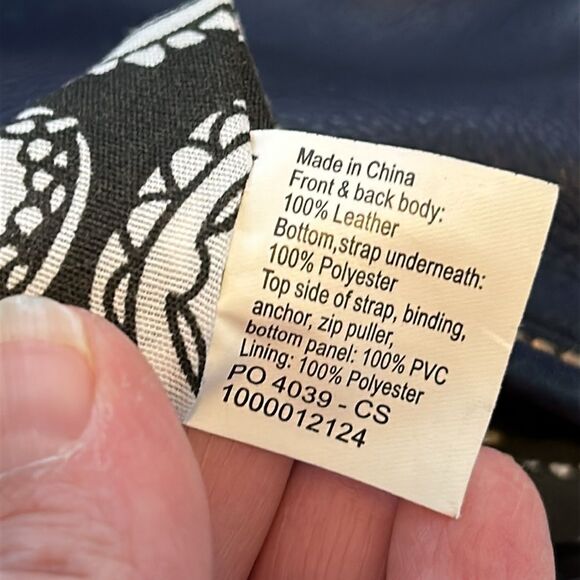 Made in China
Front & back body:
100% Leather
Bottom,strap underneath:
100% Polyester
Top side of strap, binding,
anchor, zip puller,
bottom panel: 100% PVC
Lining: 100% Polyester
PO 4039 - CS
1000012124